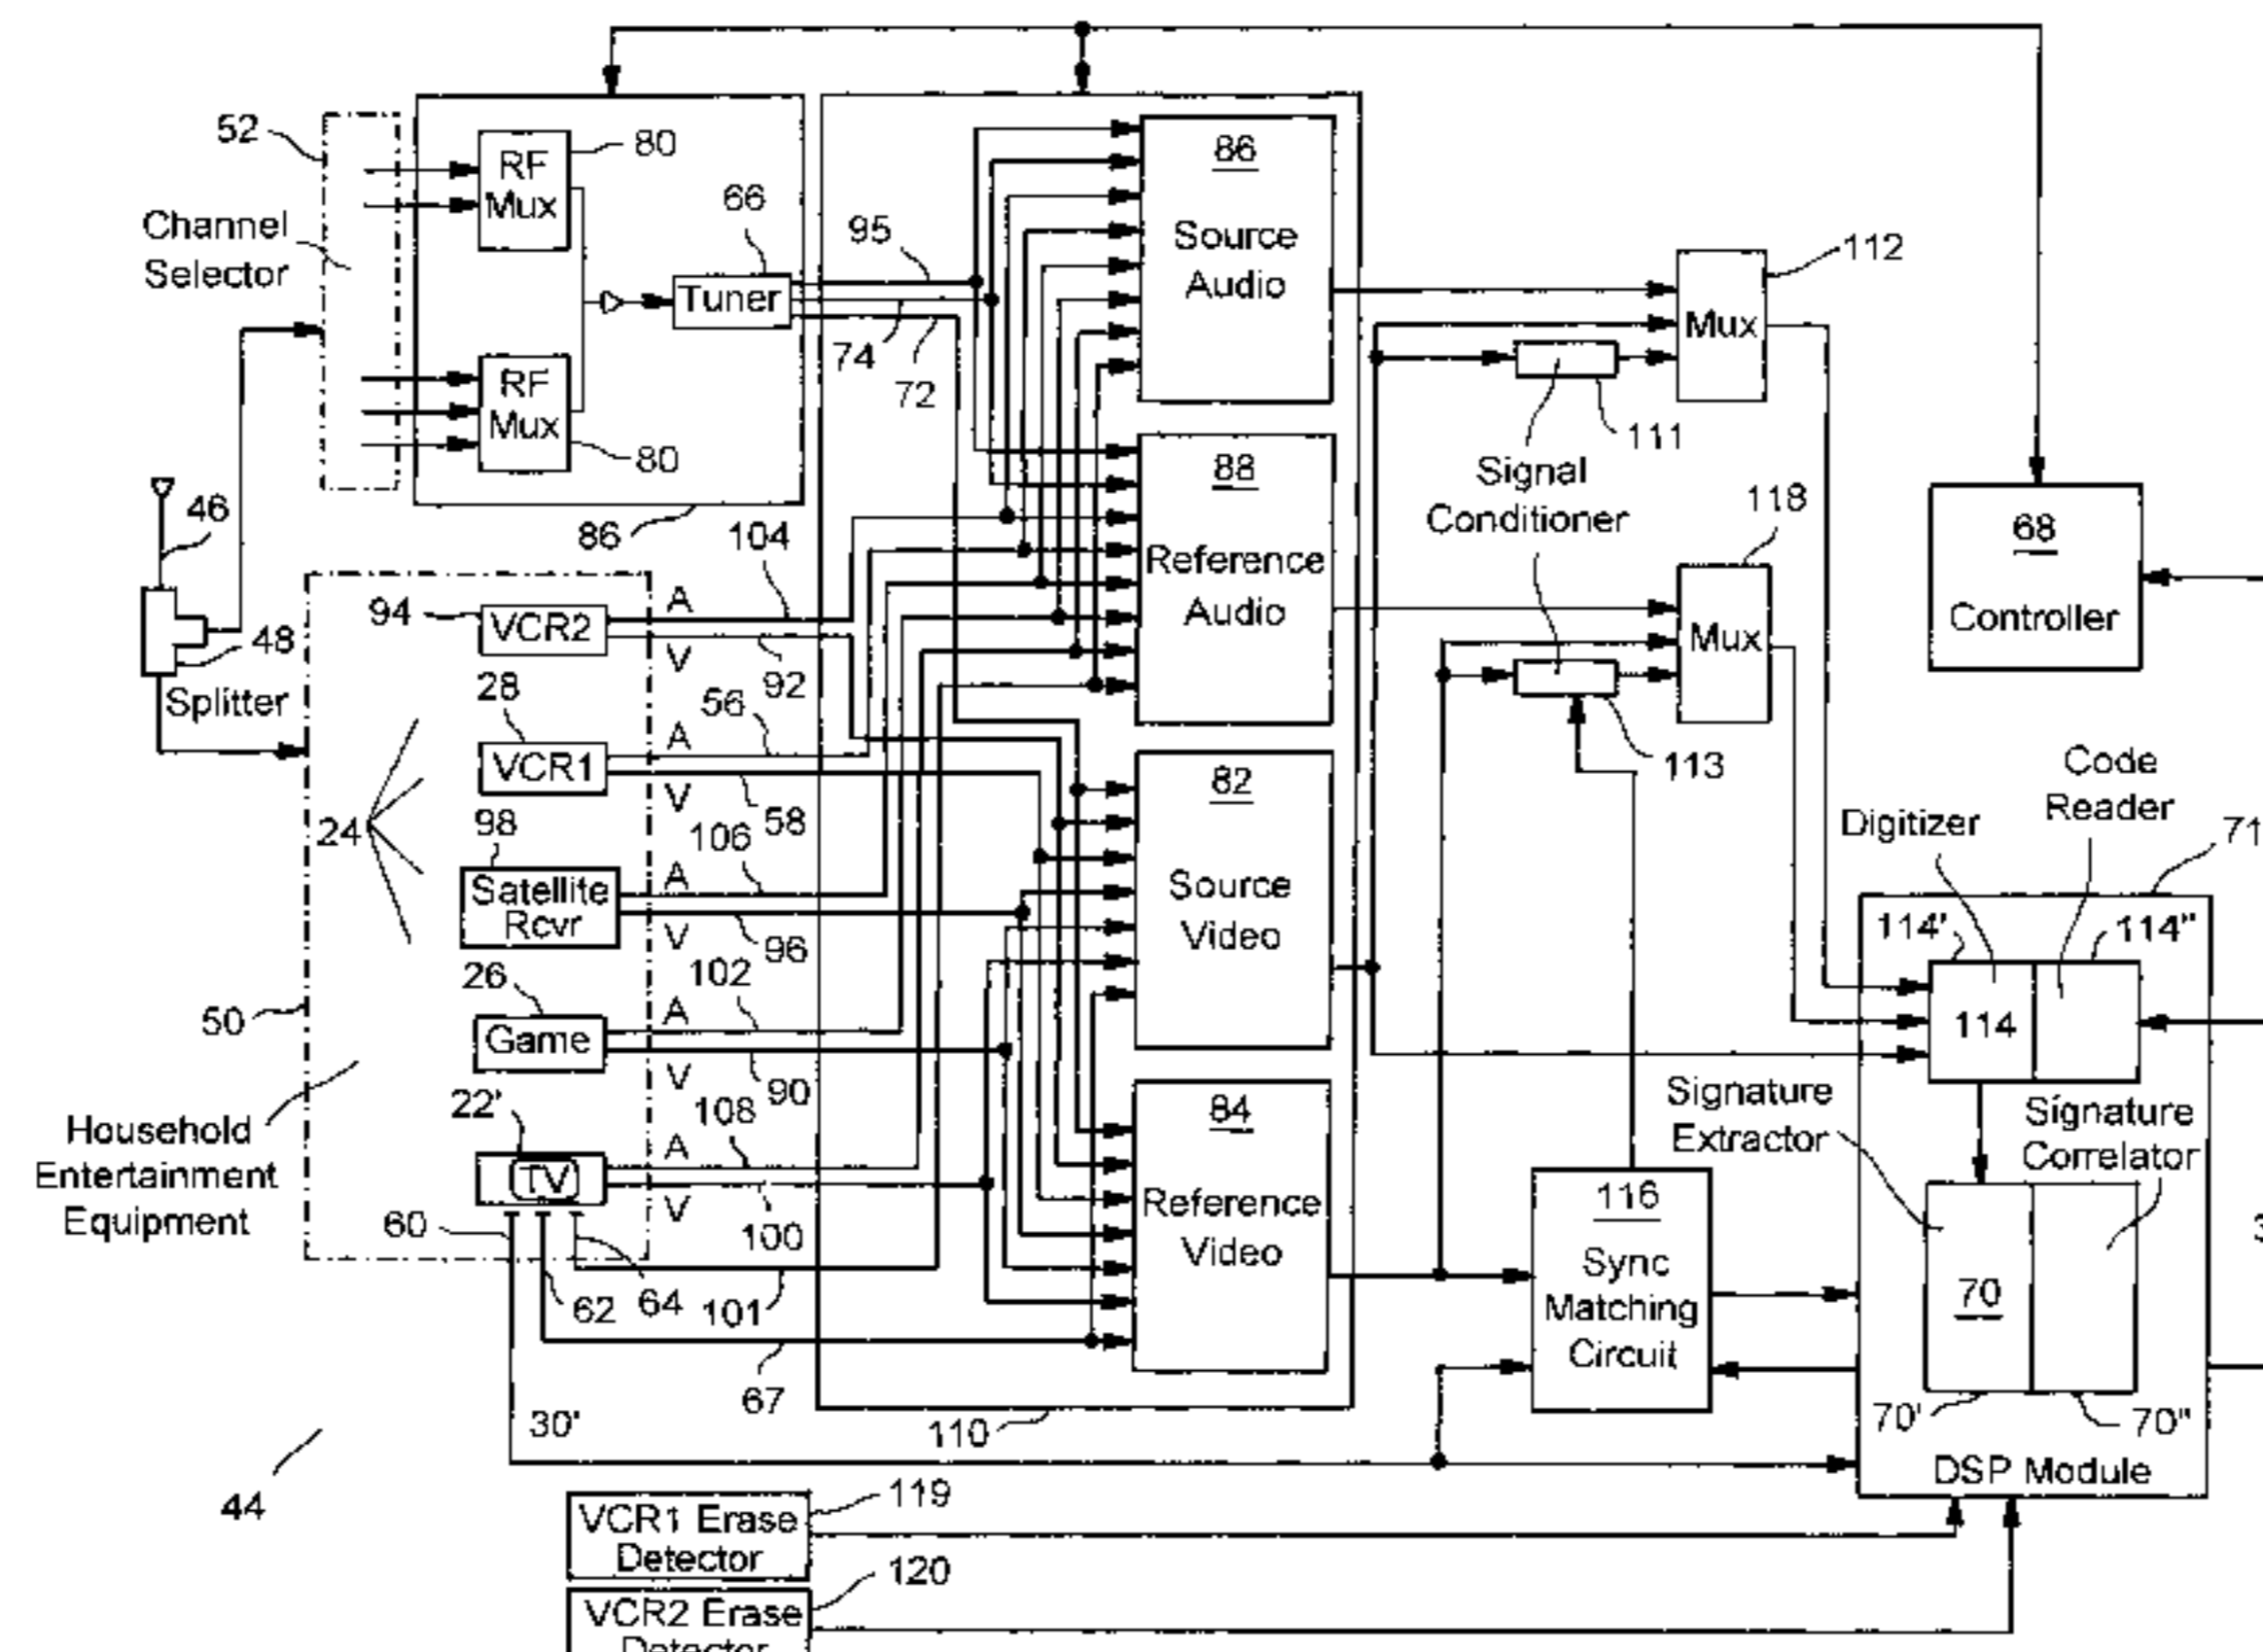 52
Channel
Selector
RF
Mux
80
RF
Mux
80
66
Tuner
95
74
72
86
86
Source
Audio
88
Reference
Audio
82
Source
Video
84
Reference
Video
112
Mux
111
Signal
Conditioner
118
Mux
113
68
Controller
46
48
Splitter
94
VCR2
A
104
V
92
28
VCR1
A
56
V
58
24
98
Satellite
Rcvr
106
A
V
96
26
Game
102
A
V
90
50
22'
TV
108
A
V
100
Household
Entertainment
Equipment
60
62
64
101
67
30'
110
44
Code
Reader
Digitizer
71
114'
114"
114
Signature
Extractor
Signature
Correlator
116
Sync
Matching
Circuit
70
70'
70"
DSP Module
3
VCR1 Erase
Detector
119
VCR2 Erase
Detector
120